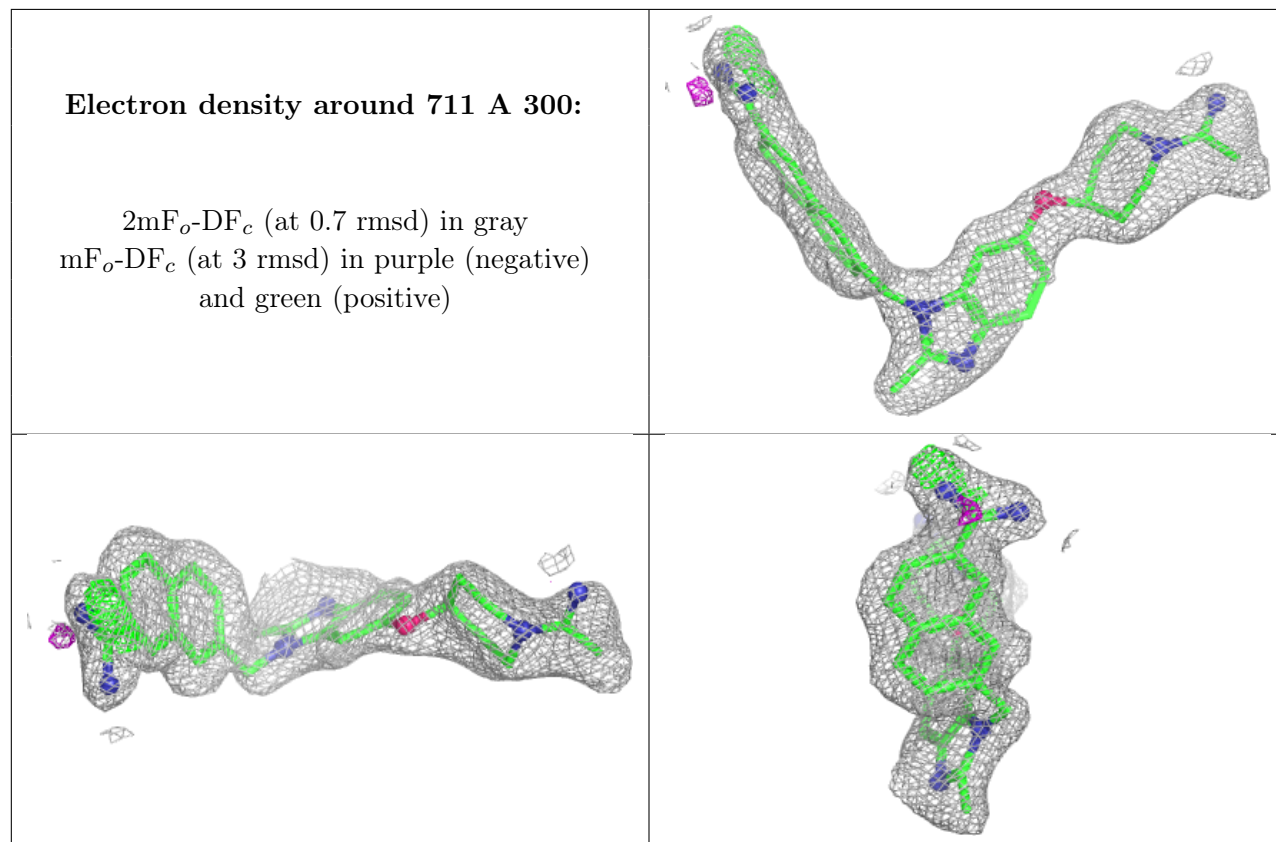 Electron density around 711 A 300:
2mFo-DFc (at 0.7 rmsd) in gray
mFo-DFc (at 3 rmsd) in purple (negative)
and green (positive)